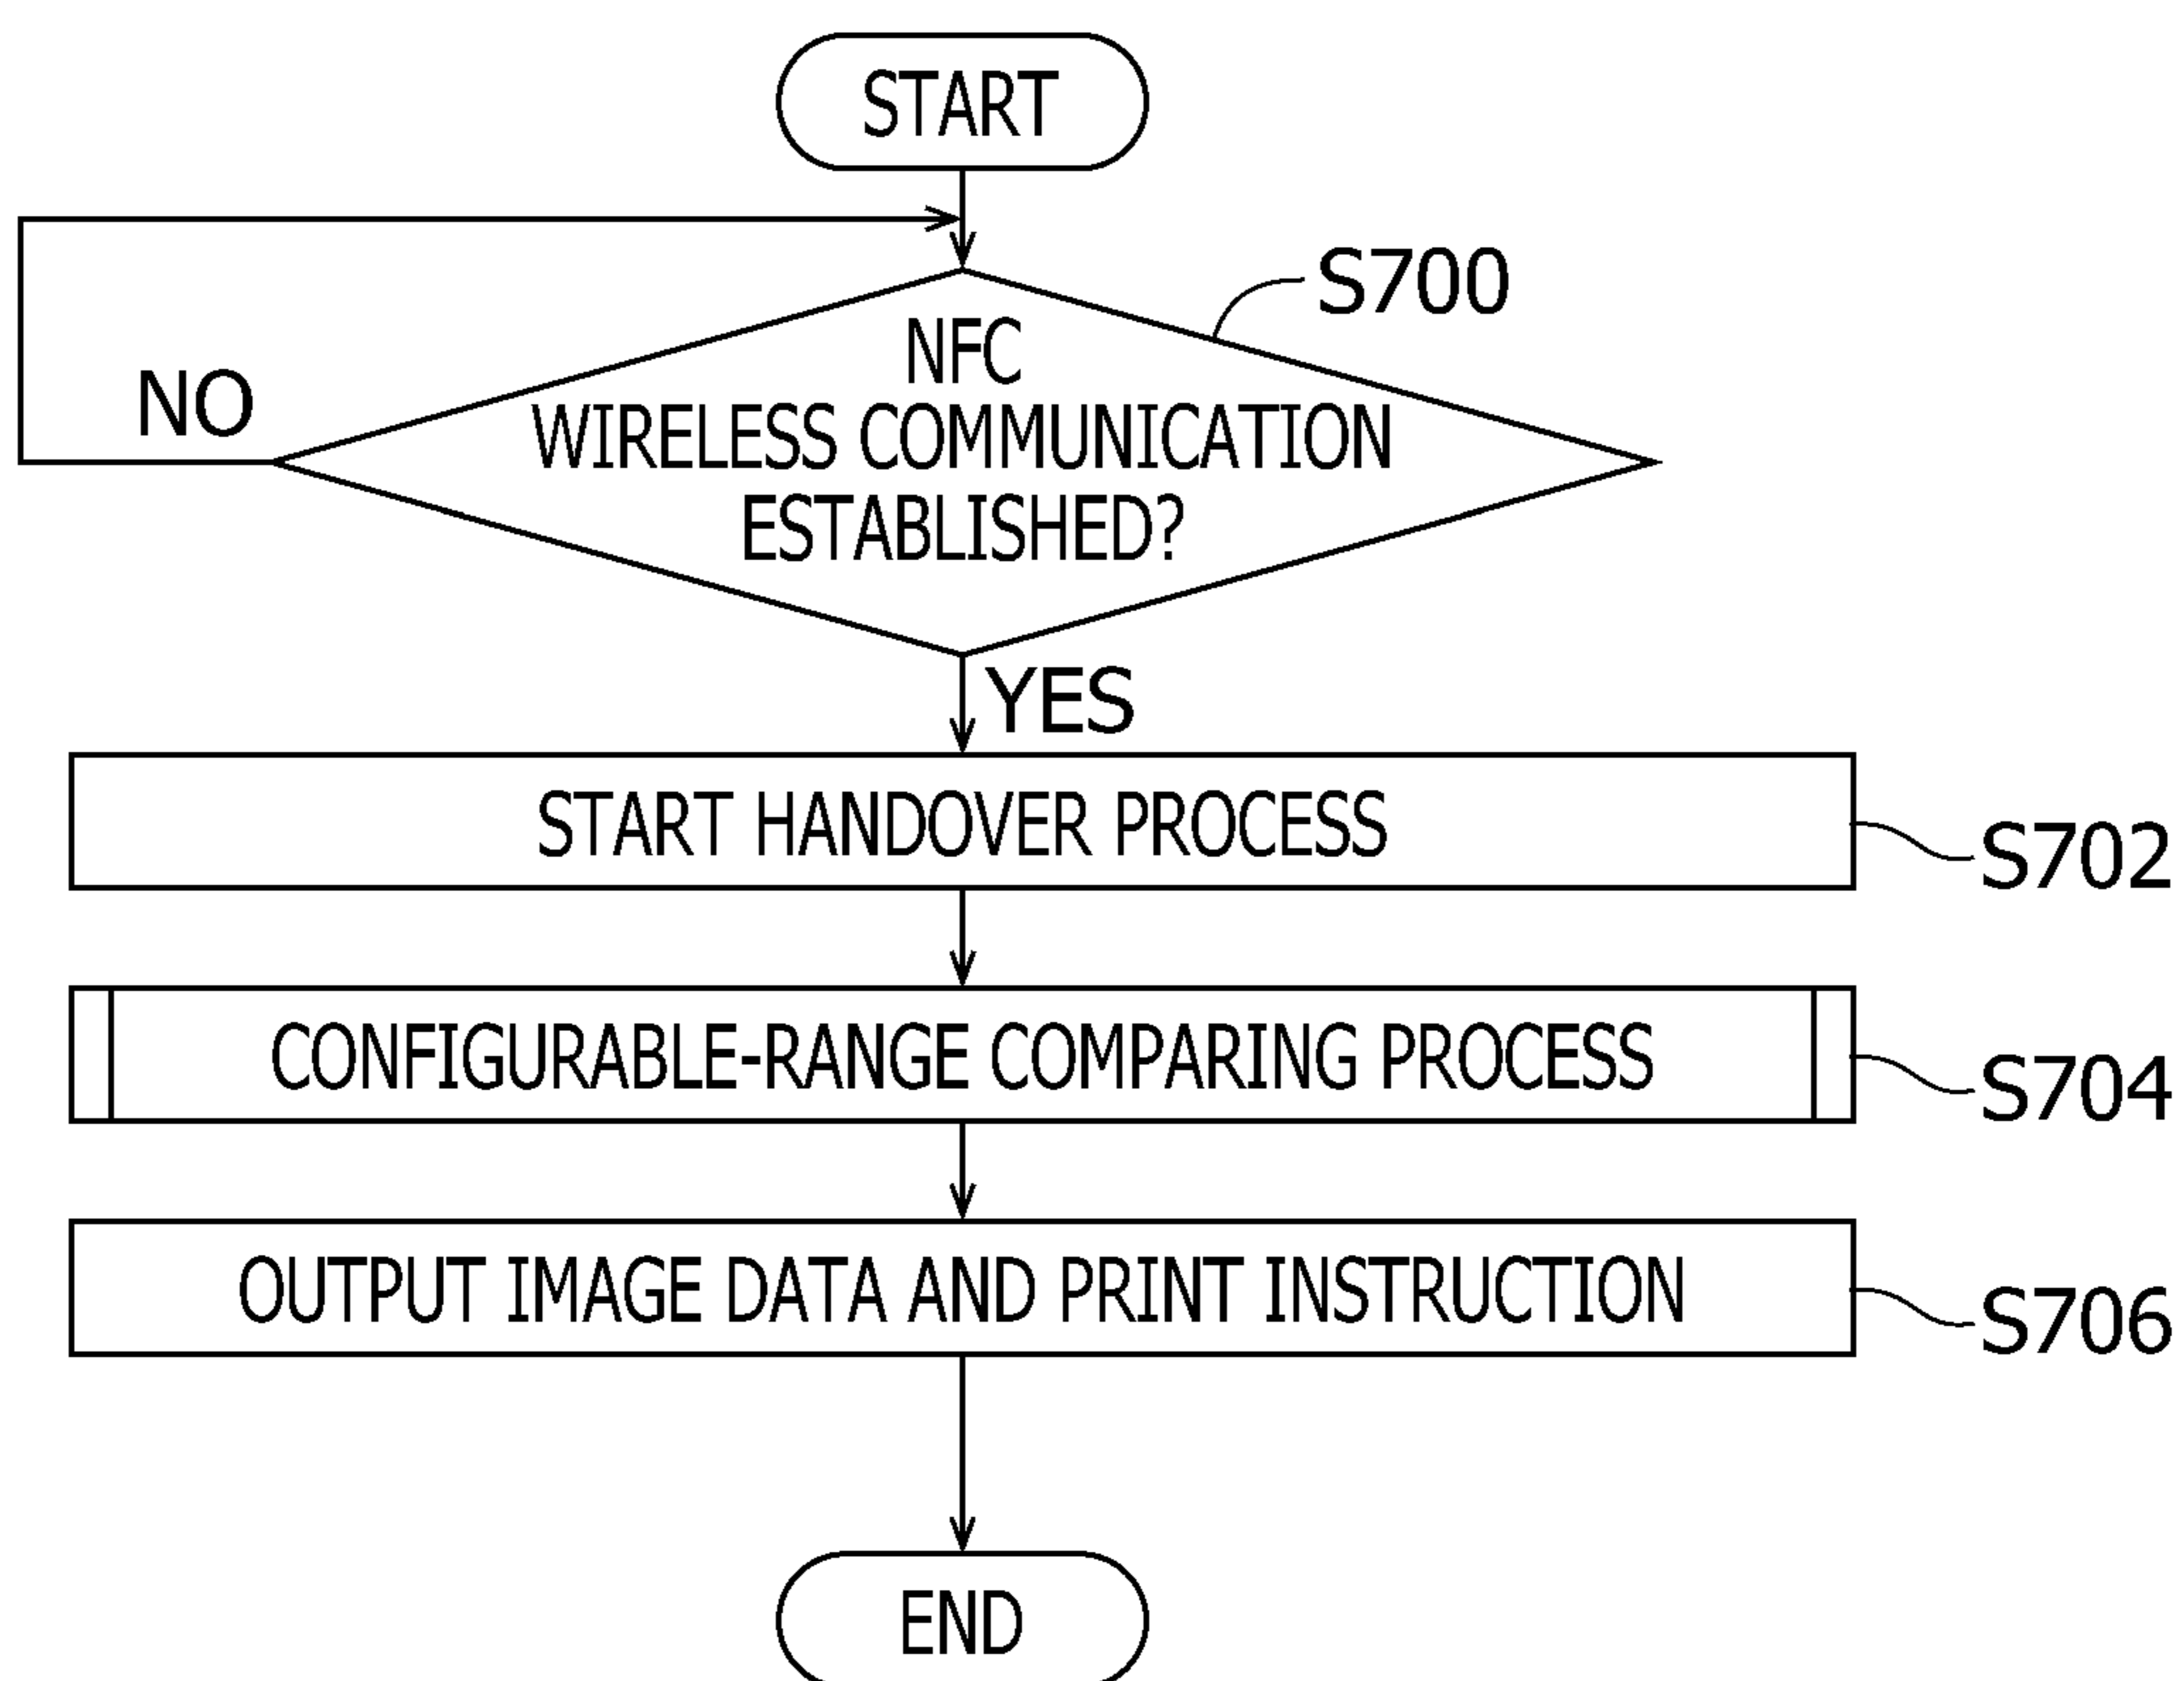 START
S700
NFC
WIRELESS COMMUNICATION
ESTABLISHED?
NO
YES
START HANDOVER PROCESS
S702
CONFIGURABLE-RANGE COMPARING PROCESS
S704
OUTPUT IMAGE DATA AND PRINT INSTRUCTION
S706
END